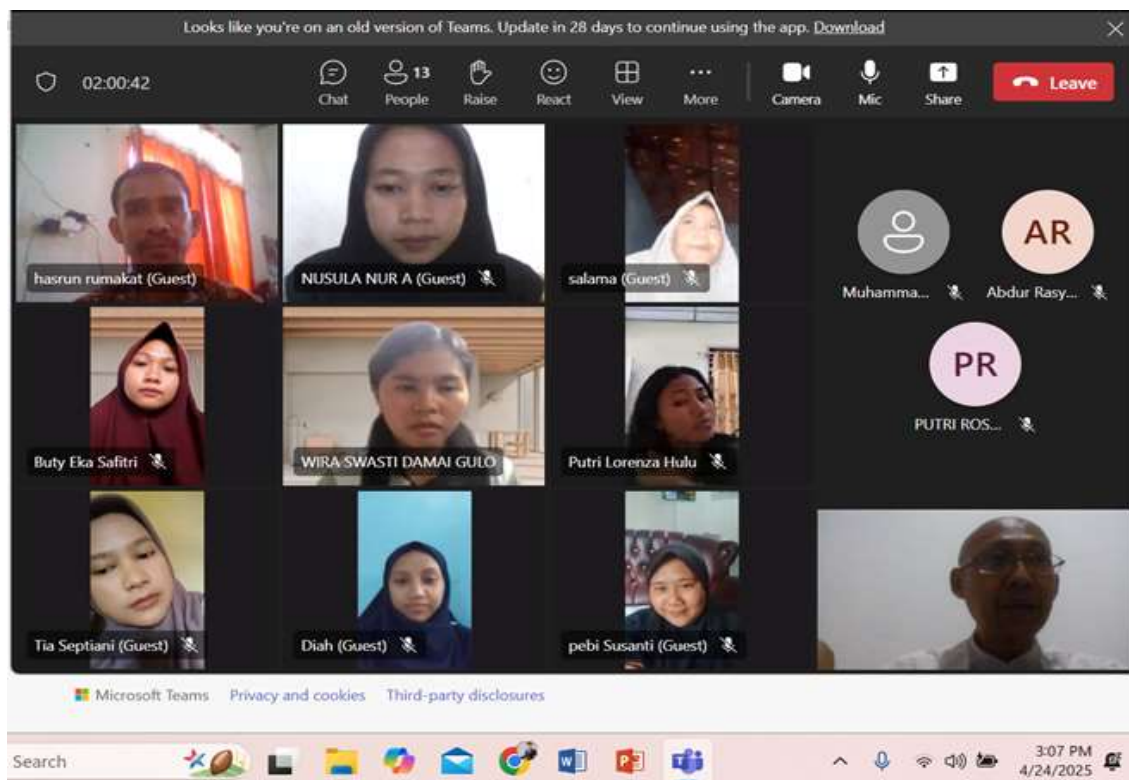 Looks like you're on an old version of Teams. Update in 28 days to continue using the app. Download
02:00:42
13
Chat People Raise React View More Camera Mic Share Leave
hasrun rumakat (Guest)
NUSULA NUR A (Guest)
salama (Guest)
AR
Muhamma... Abdur Rasy...
PR
PUTRI ROS...
Buty Eka Safitri
WIRA SWASTI DAMAI GULO
Putri Lorenza Hulu
Tia Septiani (Guest)
Diah (Guest)
pebi Susanti (Guest)
Microsoft Teams Privacy and cookies Third-party disclosures
Search
3:07 PM
4/24/2025